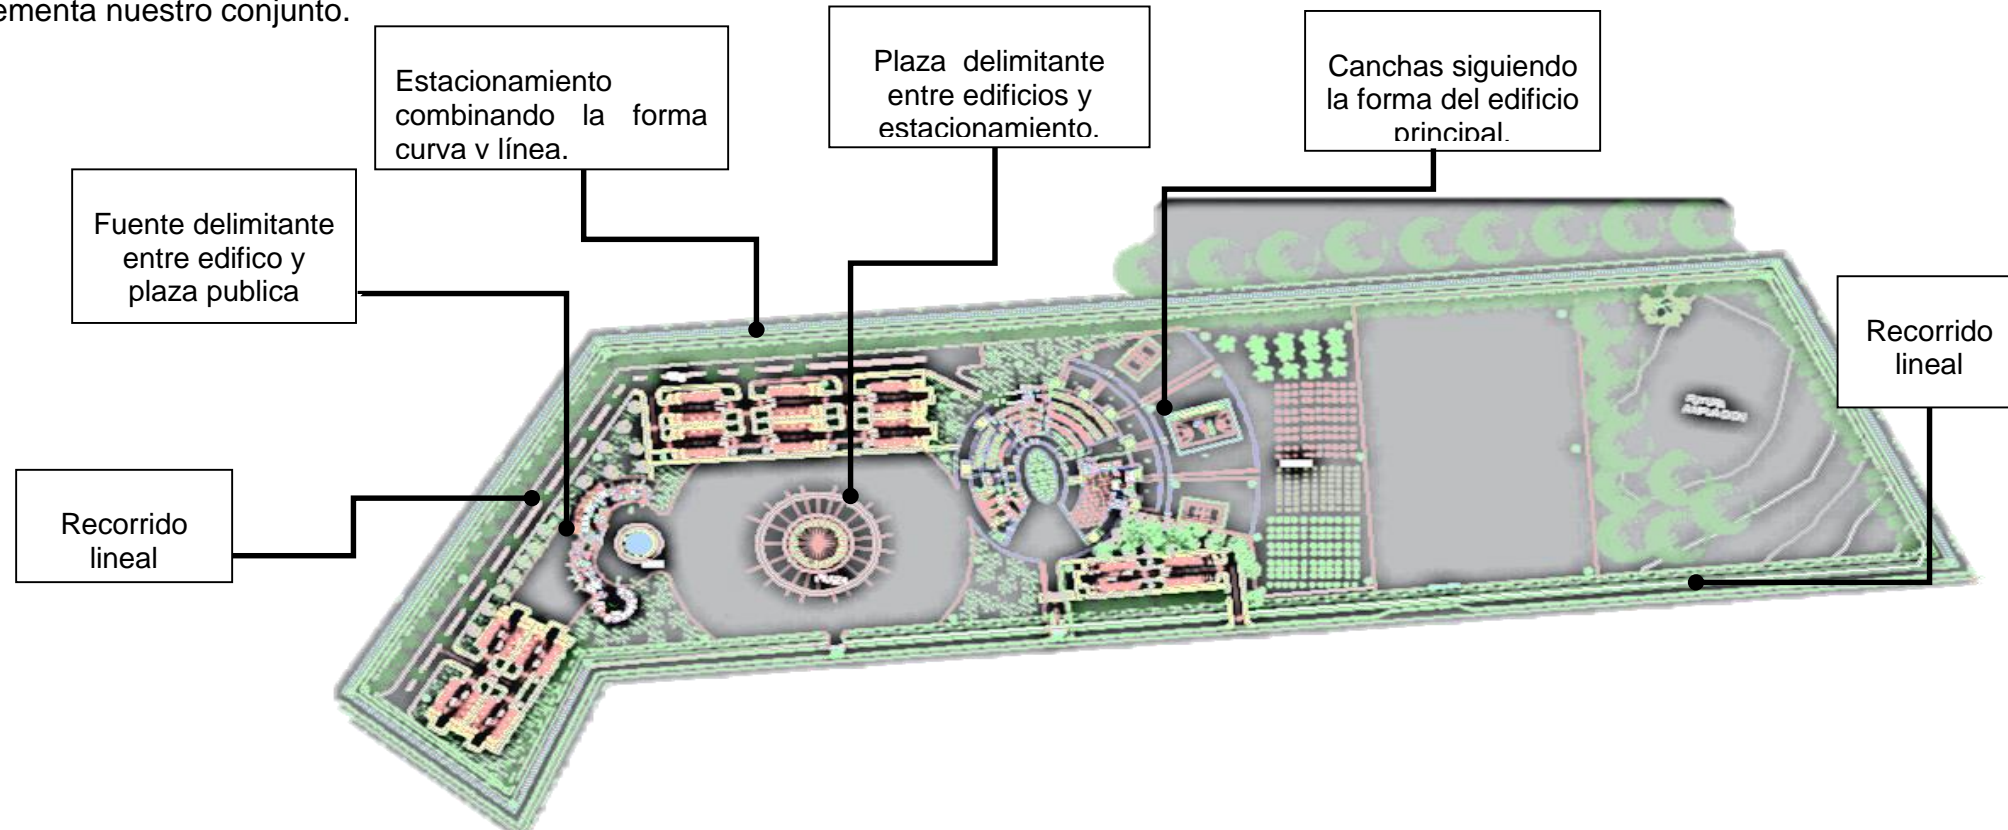 ementa nuestro conjunto.
Estacionamiento
combinando la forma
curva y línea.
Plaza delimitante
entre edificios y
estacionamiento.
Canchas siguiendo
la forma del edificio
principal.
Fuente delimitante
entre edifico y
plaza publica
Recorrido
lineal
Recorrido
lineal